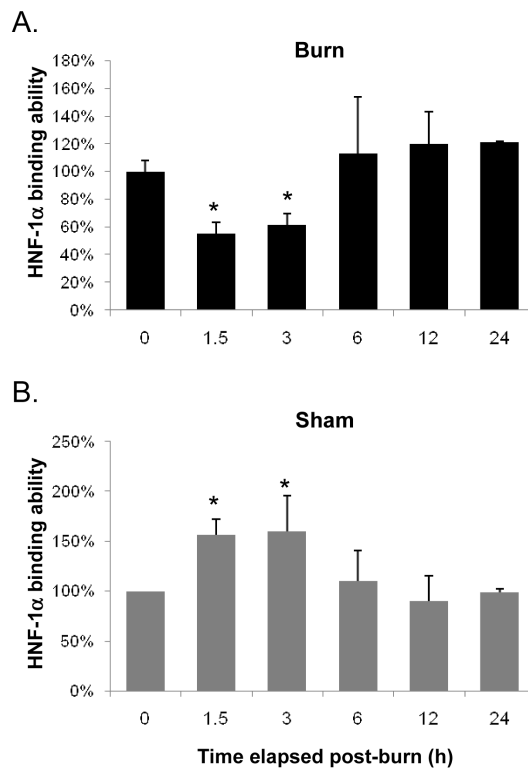 A.
Burn
HNF-1α binding ability
180%
160%
140%
120%
100%
80%
60%
40%
20%
0%
*
*
0 1.5 3 6 12 24
B.
Sham
HNF-1α binding ability
250%
200%
150%
100%
50%
0%
*
*
0 1.5 3 6 12 24
Time elapsed post-burn (h)